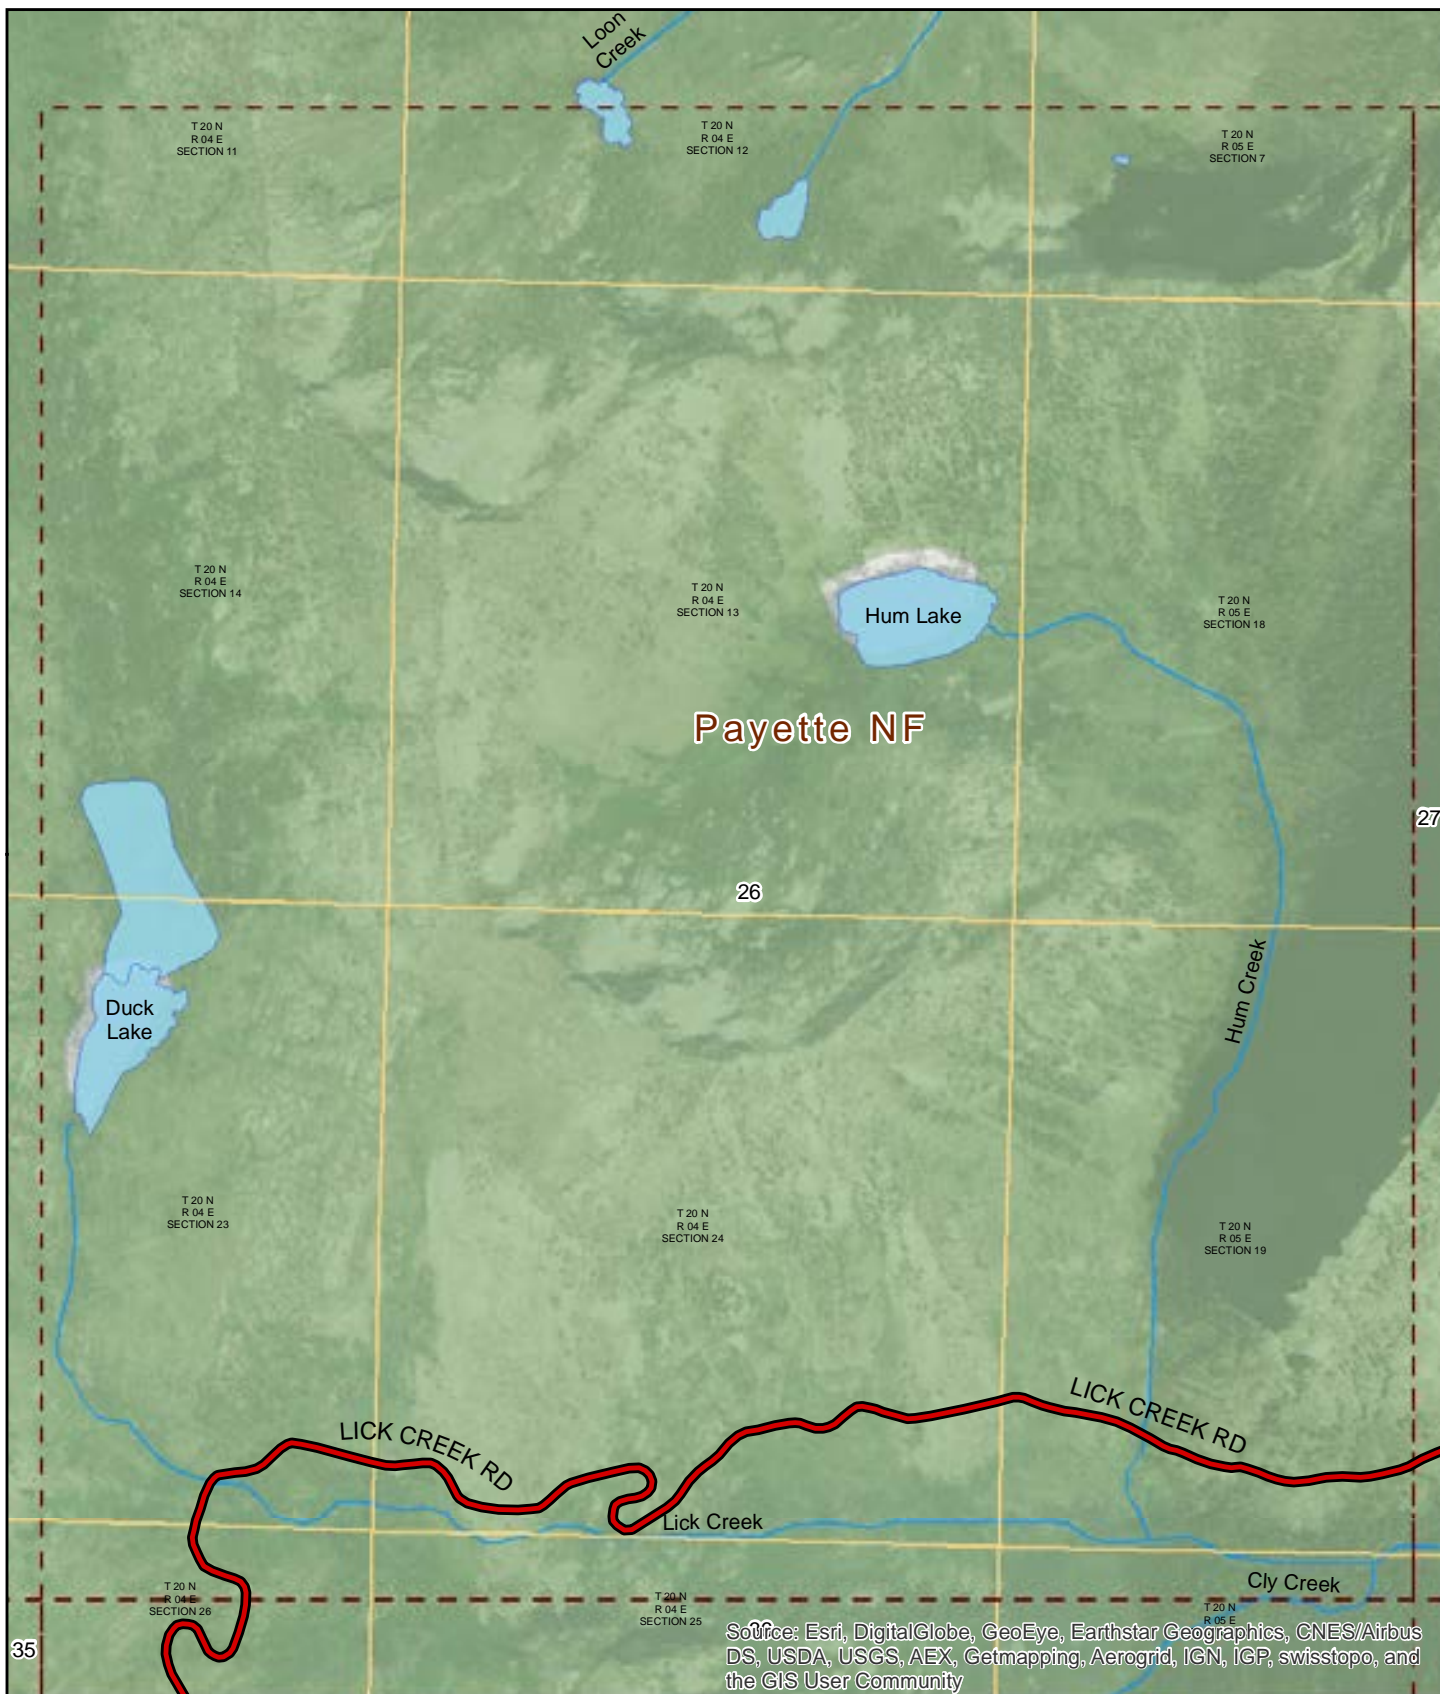 Loon
Creek
T 20 N
R 04 E
SECTION 11
T 20 N
R 04 E
SECTION 12
T 20 N
R 05 E
SECTION 7
T 20 N
R 04 E
SECTION 14
T 20 N
R 04 E
SECTION 13
Hum Lake
T 20 N
R 05 E
SECTION 18
Payette NF
27
26
Hum Creek
Duck
Lake
T 20 N
R 04 E
SECTION 23
T 20 N
R 04 E
SECTION 24
T 20 N
R 05 E
SECTION 19
LICK CREEK RD
LICK CREEK RD
Lick Creek
Cly Creek
T 20 N
R 04 E
SECTION 26
T 20 N
R 04 E
SECTION 25
T 20 N
R 05 E
35
Source: Esri, DigitalGlobe, GeoEye, Earthstar Geographics, CNES/Airbus
DS, USDA, USGS, AEX, Getmapping, Aerogrid, IGN, IGP, swisstopo, and
the GIS User Community